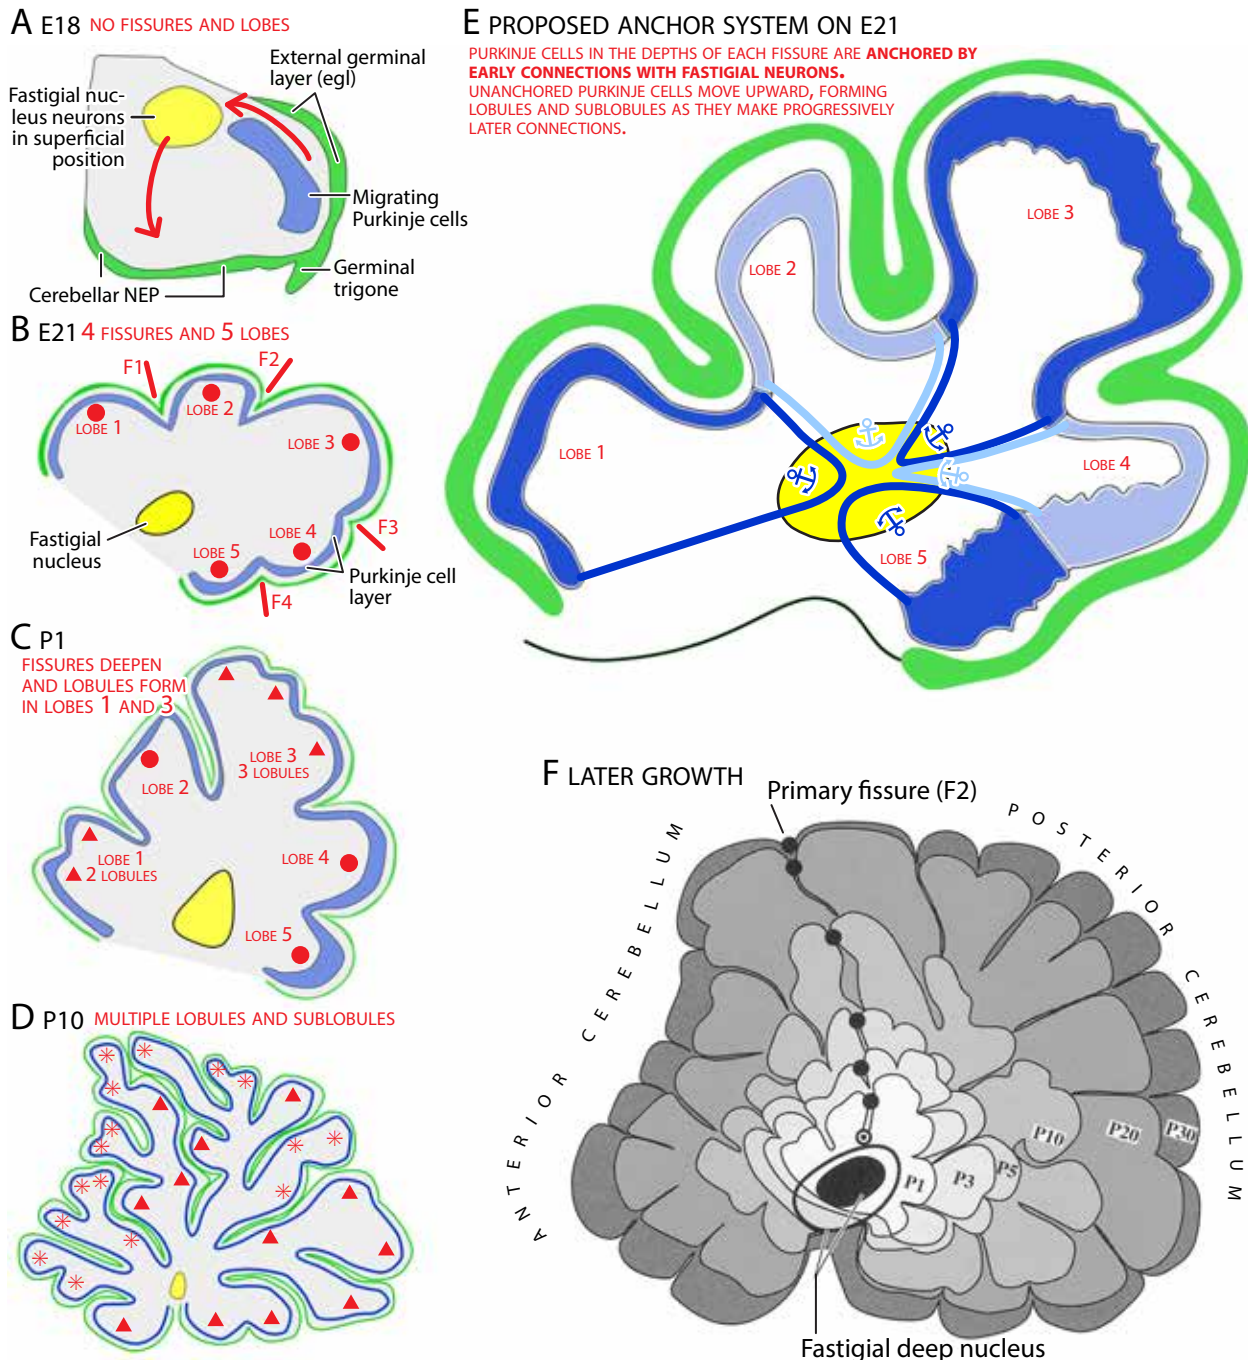 A E18 NO FISSURES AND LOBES
External germinal
layer (egl)
Fastigial nuc-
leus neurons
in superficial
position
Migrating
Purkinje cells
Germinal
trigone
Cerebellar NEP
B E21 4 FISSURES AND 5 LOBES
F1
F2
LOBE 1
LOBE 2
LOBE 3
F3
LOBE 4
LOBE 5
Fastigial
nucleus
Purkinje cell
layer
F4
C P1
FISSURES DEEPEN
AND LOBULES FORM
IN LOBES 1 AND 3
LOBE 3
3 LOBULES
LOBE 2
LOBE 1
2 LOBULES
LOBE 4
LOBE 5
D P10 MULTIPLE LOBULES AND SUBLOBULES
E PROPOSED ANCHOR SYSTEM ON E21
PURKINJE CELLS IN THE DEPTHS OF EACH FISSURE ARE ANCHORED BY
EARLY CONNECTIONS WITH FASTIGIAL NEURONS.
UNANCHORED PURKINJE CELLS MOVE UPWARD, FORMING
LOBULES AND SUBLOBULES AS THEY MAKE PROGRESSIVELY
LATER CONNECTIONS.
LOBE 3
LOBE 2
LOBE 1
LOBE 4
LOBE 5
F LATER GROWTH
Primary fissure (F2)
ANTERIOR CEREBELLUM
POSTERIOR CEREBELLUM
P1
P3
P5
P10
P20
P30
Fastigial deep nucleus